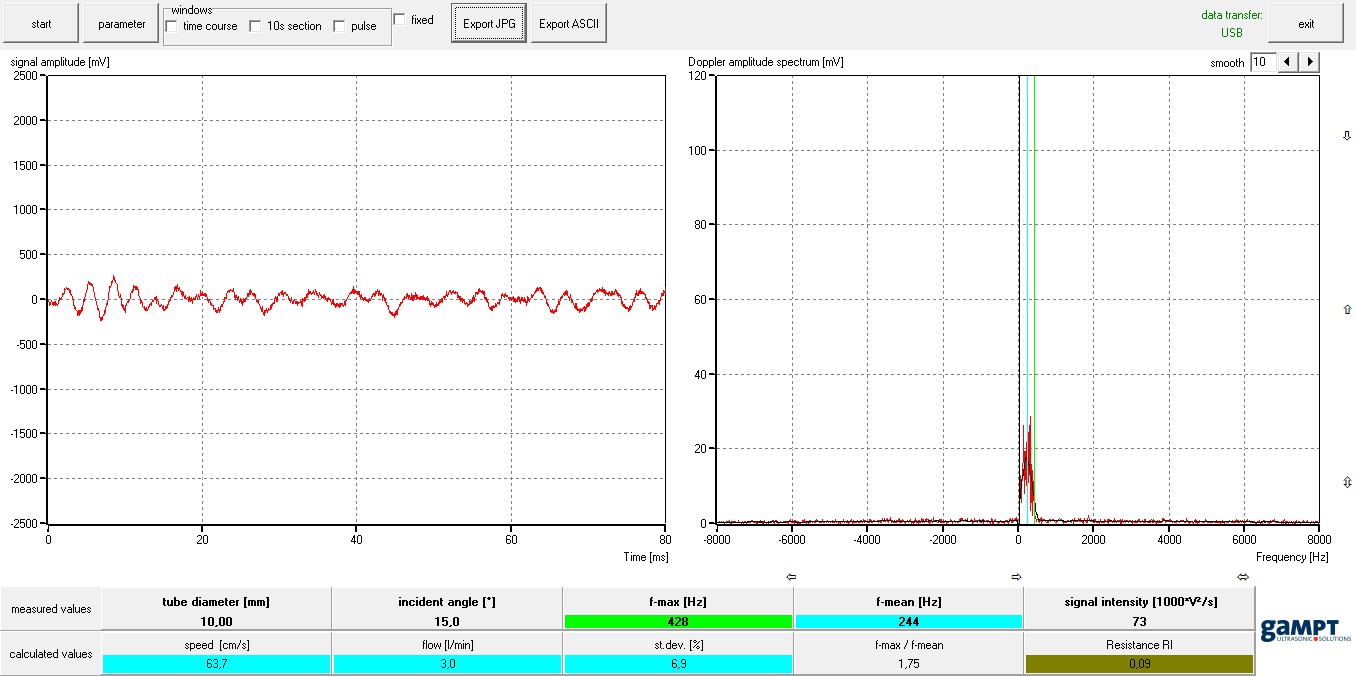 start
parameter
windows
time course
10s section
pulse
fixed
Export JPG
Export ASCII
data transfer:
USB
exit
signal amplitude [mV]
2500
2000
1500
1000
500
0
-500
-1000
-1500
-2000
-2500
0 20 40 60 80
Time [ms]
Doppler amplitude spectrum [mV]
smooth 10
120
100
80
60
40
20
0
-8000 -6000 -4000 -2000 0 2000 4000 6000 8000
Frequency [Hz]
measured values
tube diameter [mm] incident angle [°] f-max [Hz] f-mean [Hz] signal intensity [1000*V²/s]
10,00 15,0 428 244 73
calculated values
speed [cm/s] flow [l/min] st.dev. [%] f-max / f-mean Resistance RI
63,7 3,0 6,9 1,75 0,09
gAMPT
ULTRASONIC SOLUTIONS